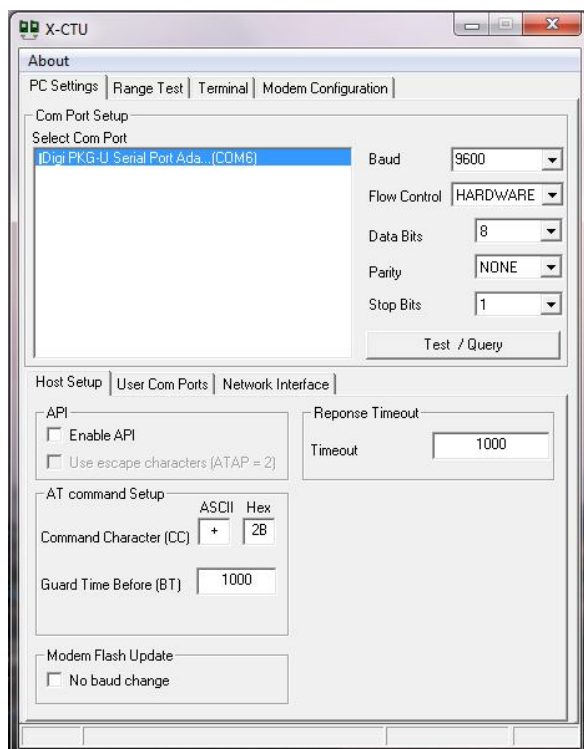 X-CTU
About
PC Settings Range Test Terminal Modem Configuration
Com Port Setup
Select Com Port
Digi PKG-U Serial Port Ada...(COM6)
Baud 9600
Flow Control HARDWARE
Data Bits 8
Parity NONE
Stop Bits 1
Test / Query
Host Setup User Com Ports Network Interface
API
Enable API
Use escape characters (ATAP = 2)
Reponse Timeout
Timeout 1000
AT command Setup
ASCII Hex
Command Character (CC) + 2B
Guard Time Before (BT) 1000
Modem Flash Update
No baud change